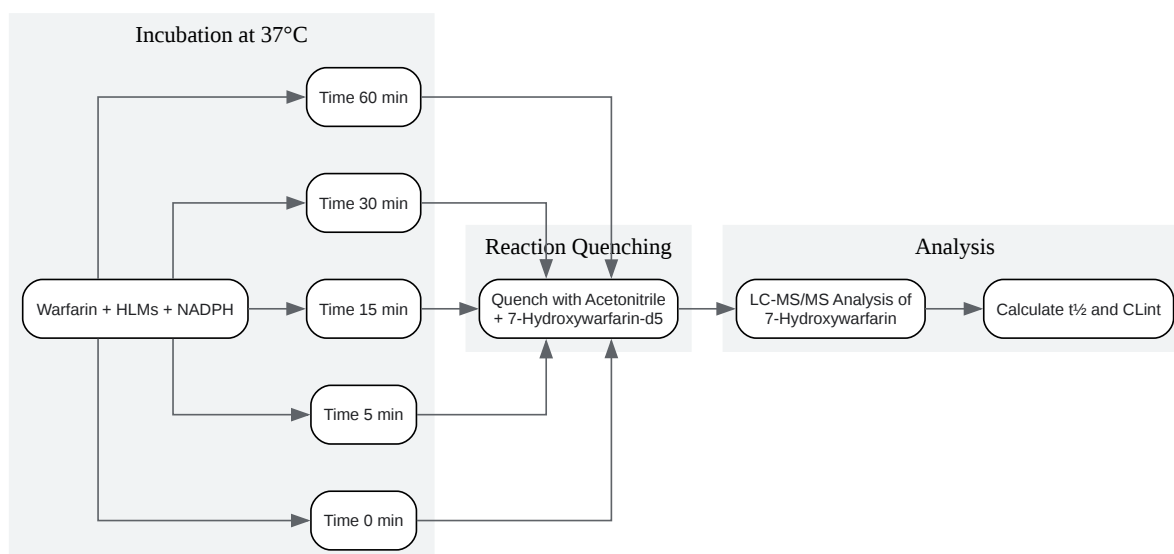 Incubation at 37°C
Time 60 min
Time 30 min
Reaction Quenching
Analysis
Warfarin + HLMs + NADPH
Time 15 min
Quench with Acetonitrile
+ 7-Hydroxywarfarin-d5
LC-MS/MS Analysis of
7-Hydroxywarfarin
Calculate t½ and CLint
Time 5 min
Time 0 min